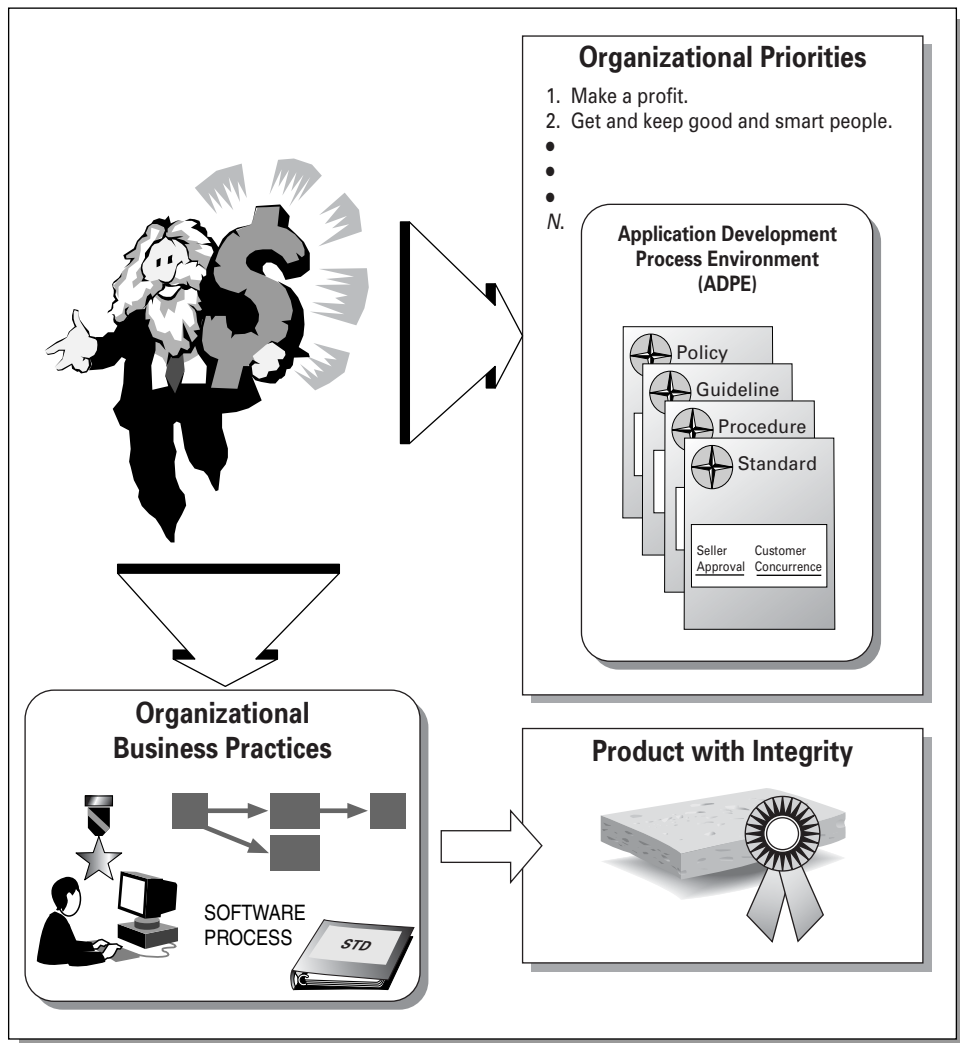 Organizational Priorities
1. Make a profit.
2. Get and keep good and smart people.
•
•
•
N.
Application Development
Process Environment
(ADPE)
Policy
Guideline
Procedure
Standard
Seller Customer
Approval Concurrence
Organizational
Business Practices
SOFTWARE
PROCESS
STD
Product with Integrity